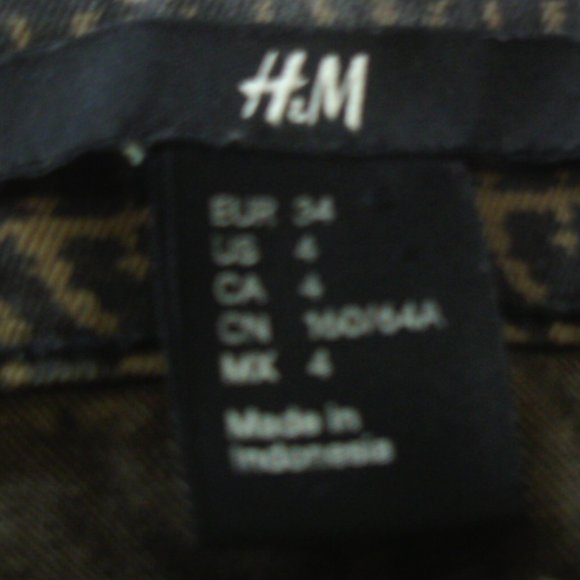 H&M
EUR 34
US 4
CA 4
CN 160/64A
MX 4
Made in
Indonesia